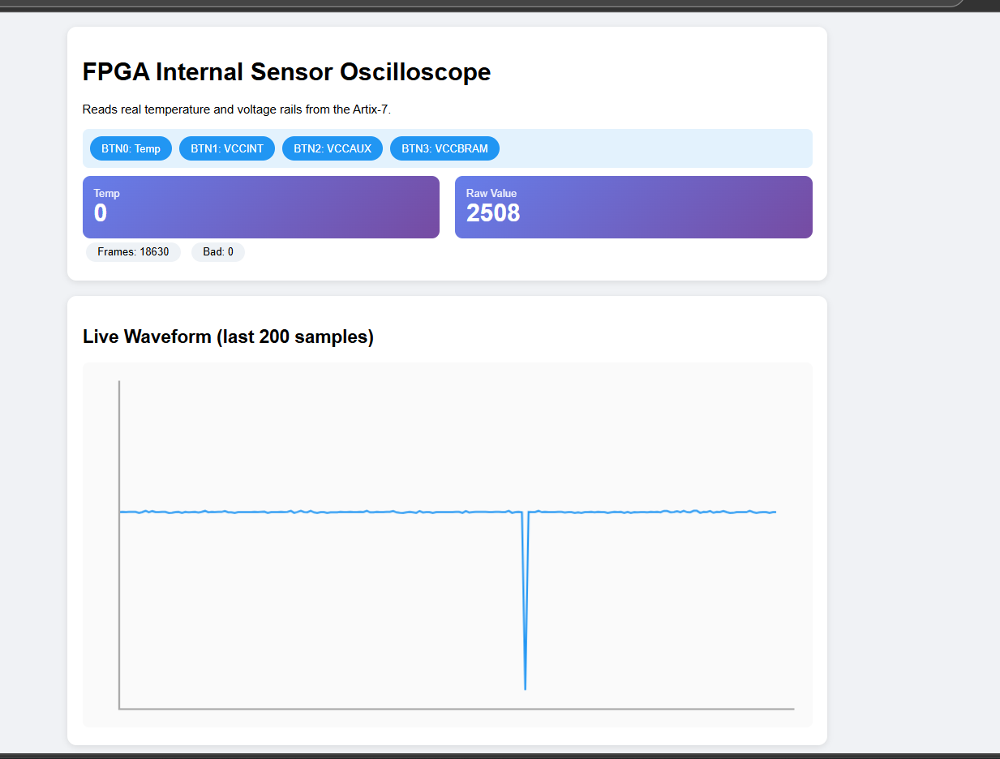 FPGA Internal Sensor Oscilloscope
Reads real temperature and voltage rails from the Artix-7.
BTN0: Temp BTN1: VCCINT BTN2: VCCAUX BTN3: VCCBRAM
Temp
0
Raw Value
2508
Frames: 18630 Bad: 0
Live Waveform (last 200 samples)